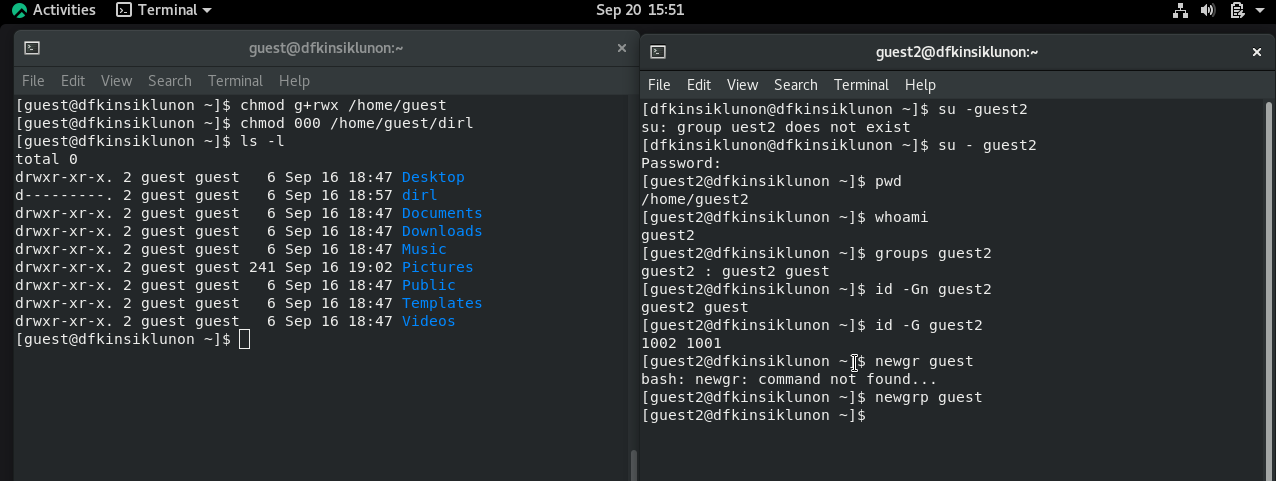 Activities Terminal Sep 20 15:51
guest@dfkinsiklunon:~
File Edit View Search Terminal Help
[guest@dfkinsiklunon ~]$ chmod g+rwx /home/guest
[guest@dfkinsiklunon ~]$ chmod 000 /home/guest/dirl
[guest@dfkinsiklunon ~]$ ls -l
total 0
drwxr-xr-x. 2 guest guest   6 Sep 16 18:47 Desktop
d---------. 2 guest guest   6 Sep 16 18:57 dirl
drwxr-xr-x. 2 guest guest   6 Sep 16 18:47 Documents
drwxr-xr-x. 2 guest guest   6 Sep 16 18:47 Downloads
drwxr-xr-x. 2 guest guest   6 Sep 16 18:47 Music
drwxr-xr-x. 2 guest guest 241 Sep 16 19:02 Pictures
drwxr-xr-x. 2 guest guest   6 Sep 16 18:47 Public
drwxr-xr-x. 2 guest guest   6 Sep 16 18:47 Templates
drwxr-xr-x. 2 guest guest   6 Sep 16 18:47 Videos
[guest@dfkinsiklunon ~]$
guest2@dfkinsiklunon:~
File Edit View Search Terminal Help
[dfkinsiklunon@dfkinsiklunon ~]$ su -guest2
su: group uest2 does not exist
[dfkinsiklunon@dfkinsiklunon ~]$ su - guest2
Password:
[guest2@dfkinsiklunon ~]$ pwd
/home/guest2
[guest2@dfkinsiklunon ~]$ whoami
guest2
[guest2@dfkinsiklunon ~]$ groups guest2
guest2 : guest2 guest
[guest2@dfkinsiklunon ~]$ id -Gn guest2
guest2 guest
[guest2@dfkinsiklunon ~]$ id -G guest2
1002 1001
[guest2@dfkinsiklunon ~]$ newgr guest
bash: newgr: command not found...
[guest2@dfkinsiklunon ~]$ newgrp guest
[guest2@dfkinsiklunon ~]$